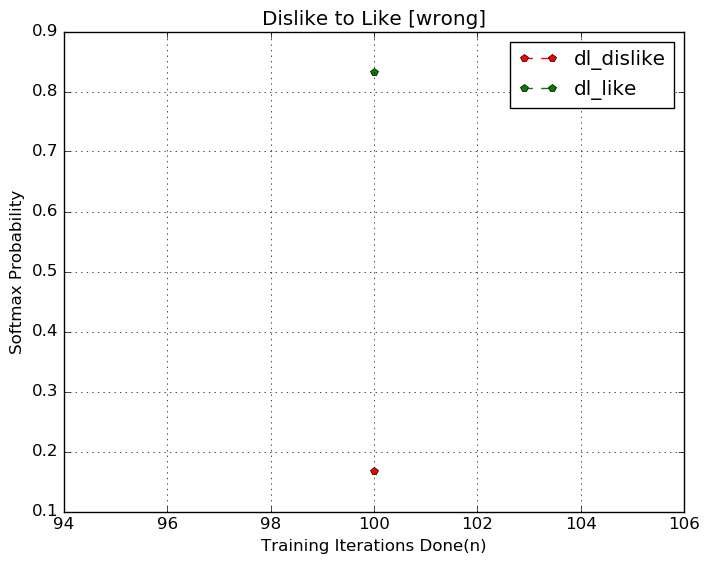 Dislike to Like [wrong]
0.9
0.8
0.7
0.6
0.5
0.4
0.3
0.2
0.1
Softmax Probability
dl_dislike
dl_like
94 96 98 100 102 104 106
Training Iterations Done(n)